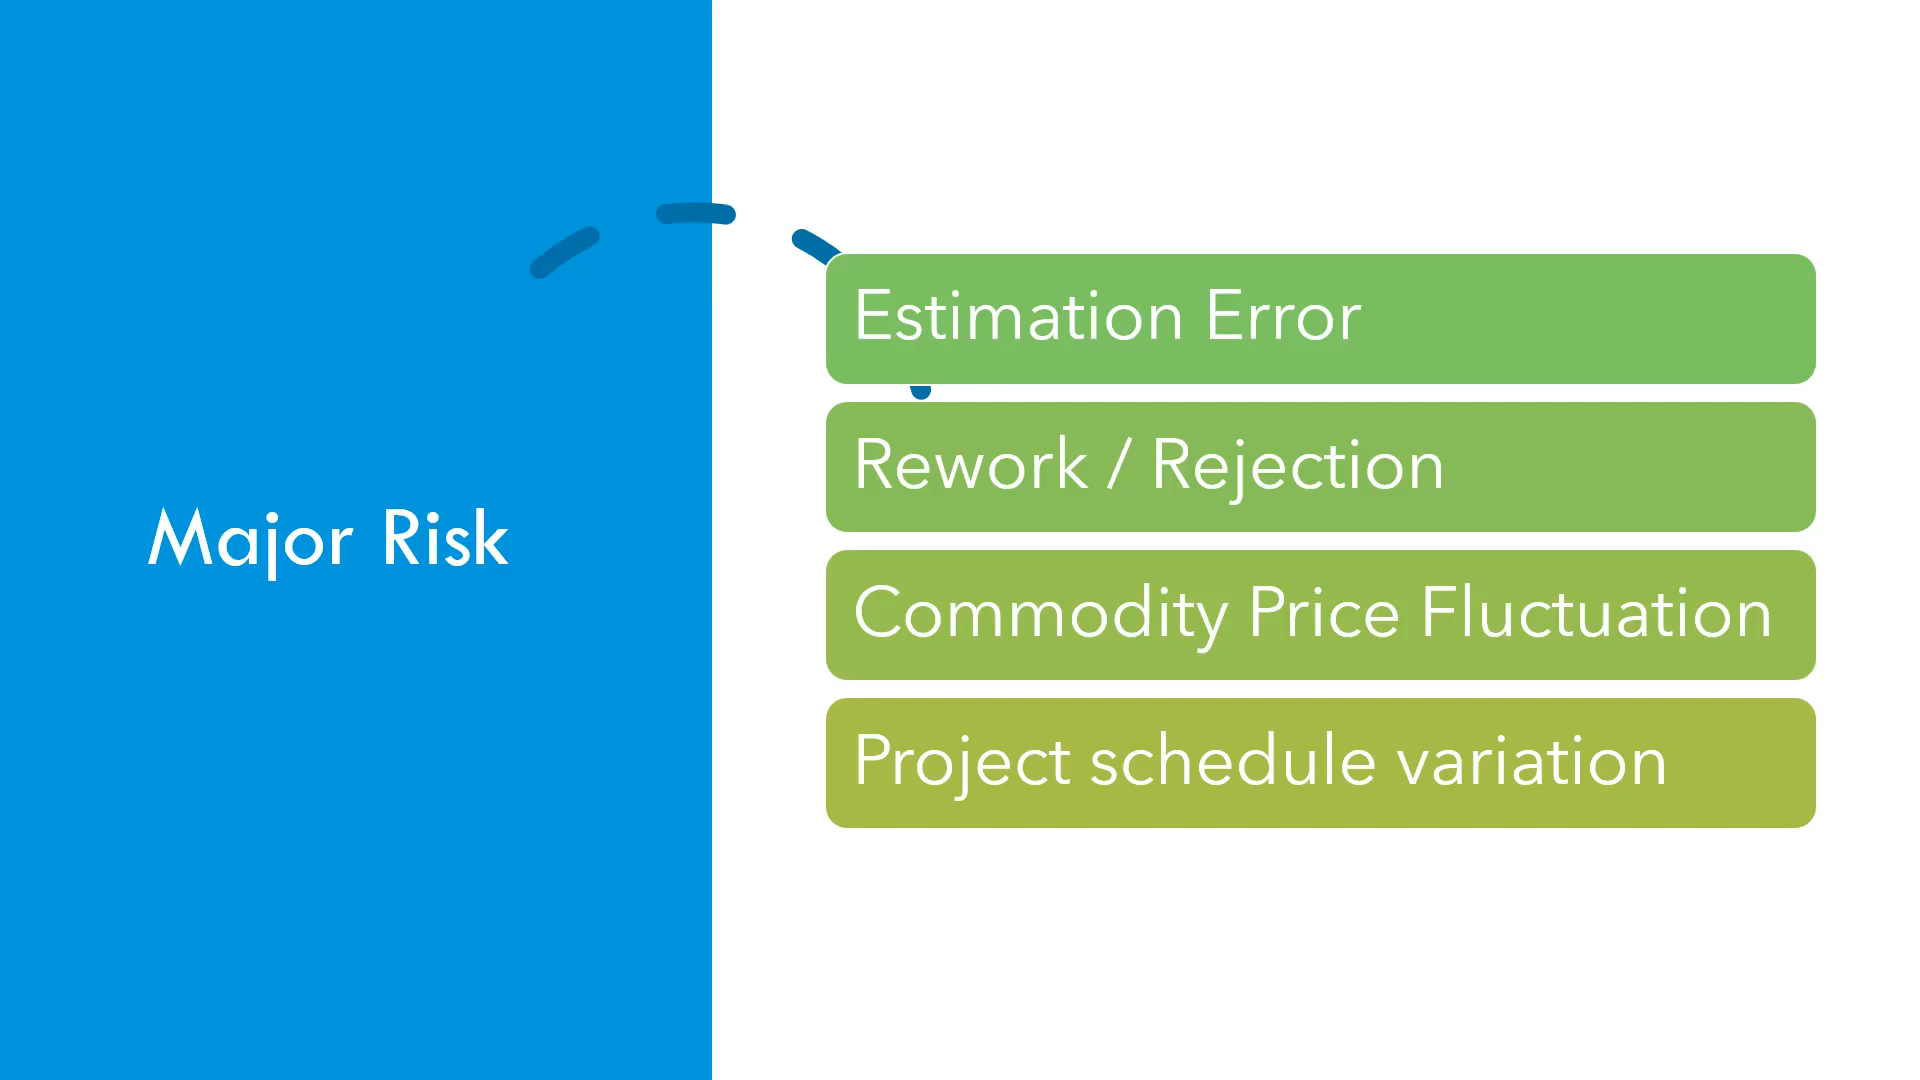 Major Risk
Estimation Error
Rework / Rejection
Commodity Price Fluctuation
Project schedule variation